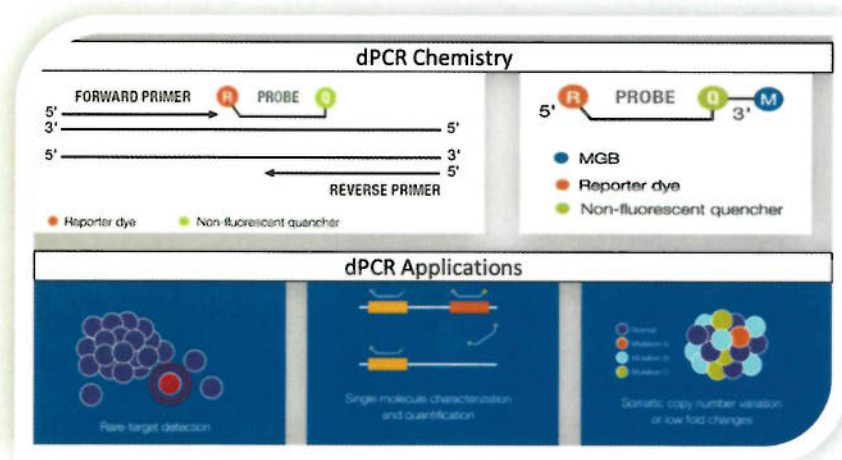 dPCR Chemistry
FORWARD PRIMER
R PROBE Q
5'
3' 5'
5' 3'
5'
REVERSE PRIMER
Reporter dye Non-fluorescent quencher
R PROBE Q M
5' 3'
MGB
Reporter dye
Non-fluorescent quencher
dPCR Applications
Rare-target detection
Single molecule characterization
and quantification
Normal
Mutation A
Mutation B
Mutation C
Somatic copy number variation
or low fold changes